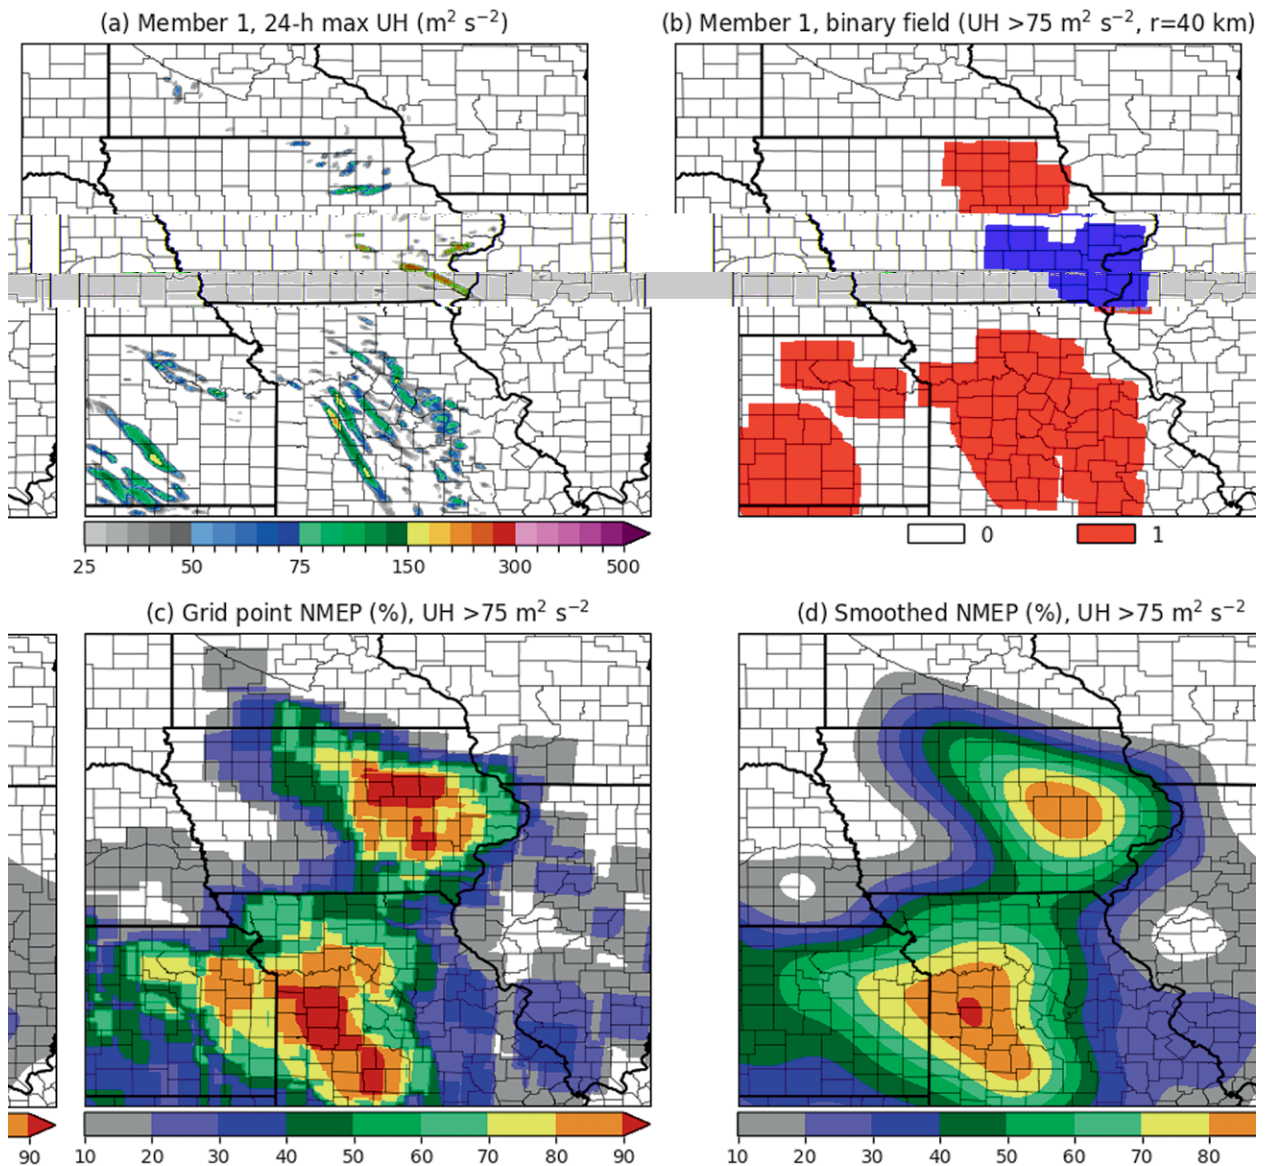 (a) Member 1, 24-h max UH (m² s⁻²)
(b) Member 1, binary field (UH >75 m² s⁻², r=40 km)
25 50 75 150 300 500
0 1
(c) Grid point NMEP (%), UH >75 m² s⁻²
(d) Smoothed NMEP (%), UH >75 m² s⁻²
90 10 20 30 40 50 60 70 80 90 10 20 30 40 50 60 70 80